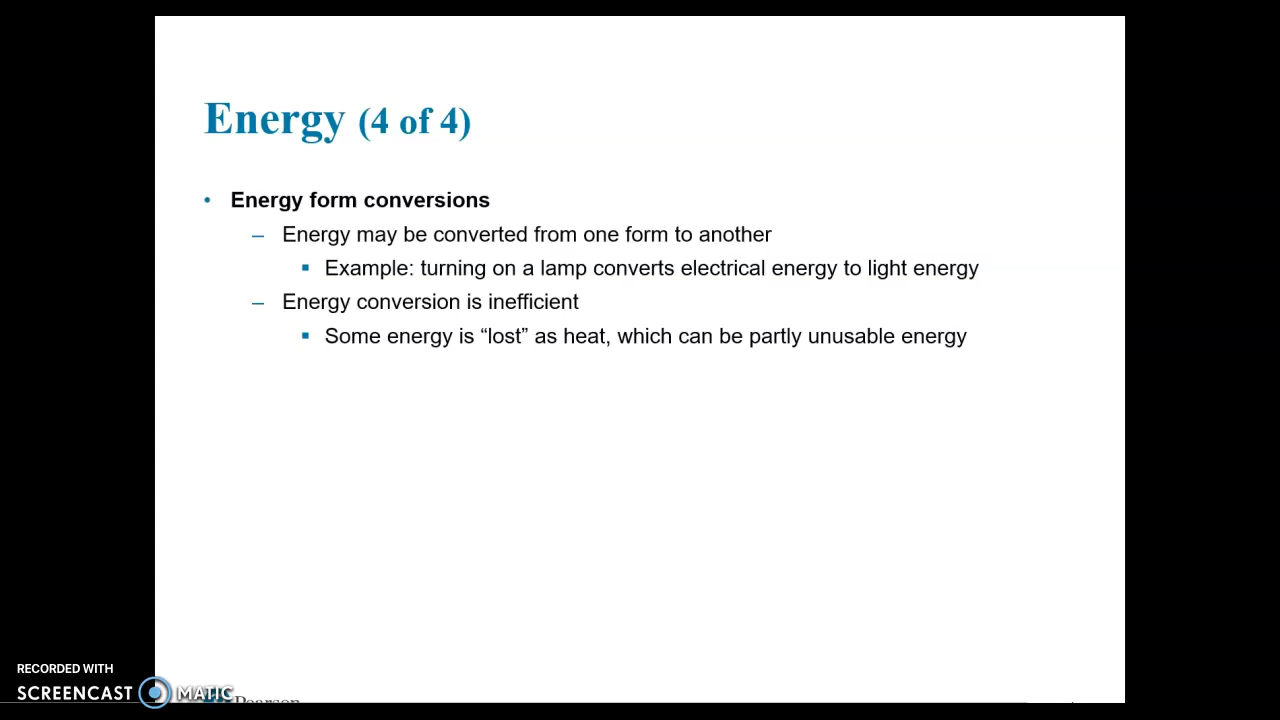 Energy (4 of 4)
• Energy form conversions
– Energy may be converted from one form to another
▪ Example: turning on a lamp converts electrical energy to light energy
– Energy conversion is inefficient
▪ Some energy is “lost” as heat, which can be partly unusable energy
RECORDED WITH
SCREENCAST MATIC
Pearson